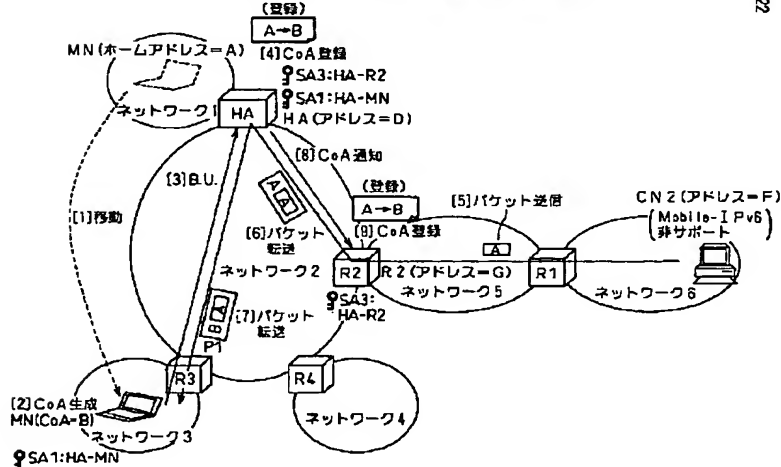 22
(登録)
A→B
[4]CoA登録
SA3:HA-R2
SA1:HA-MN
HA(アドレス=D)
MN(ホームアドレス=A)
ネットワーク1
HA
[1]移動
[3]B.U.
[8]CoA通知
A A
[6]パケット
転送
(登録)
A→B
[9]CoA登録
[5]パケット送信
A
CN2(アドレス=F)
(Mobile-IPv6
非サポート)
ネットワーク2
R2
R2(アドレス=G)
ネットワーク5
R1
ネットワーク6
SA3:
HA-R2
B A
P1
[7]パケット
転送
R3
R4
ネットワーク4
[2]CoA生成
MN(CoA-B)
ネットワーク3
SA1:HA-MN